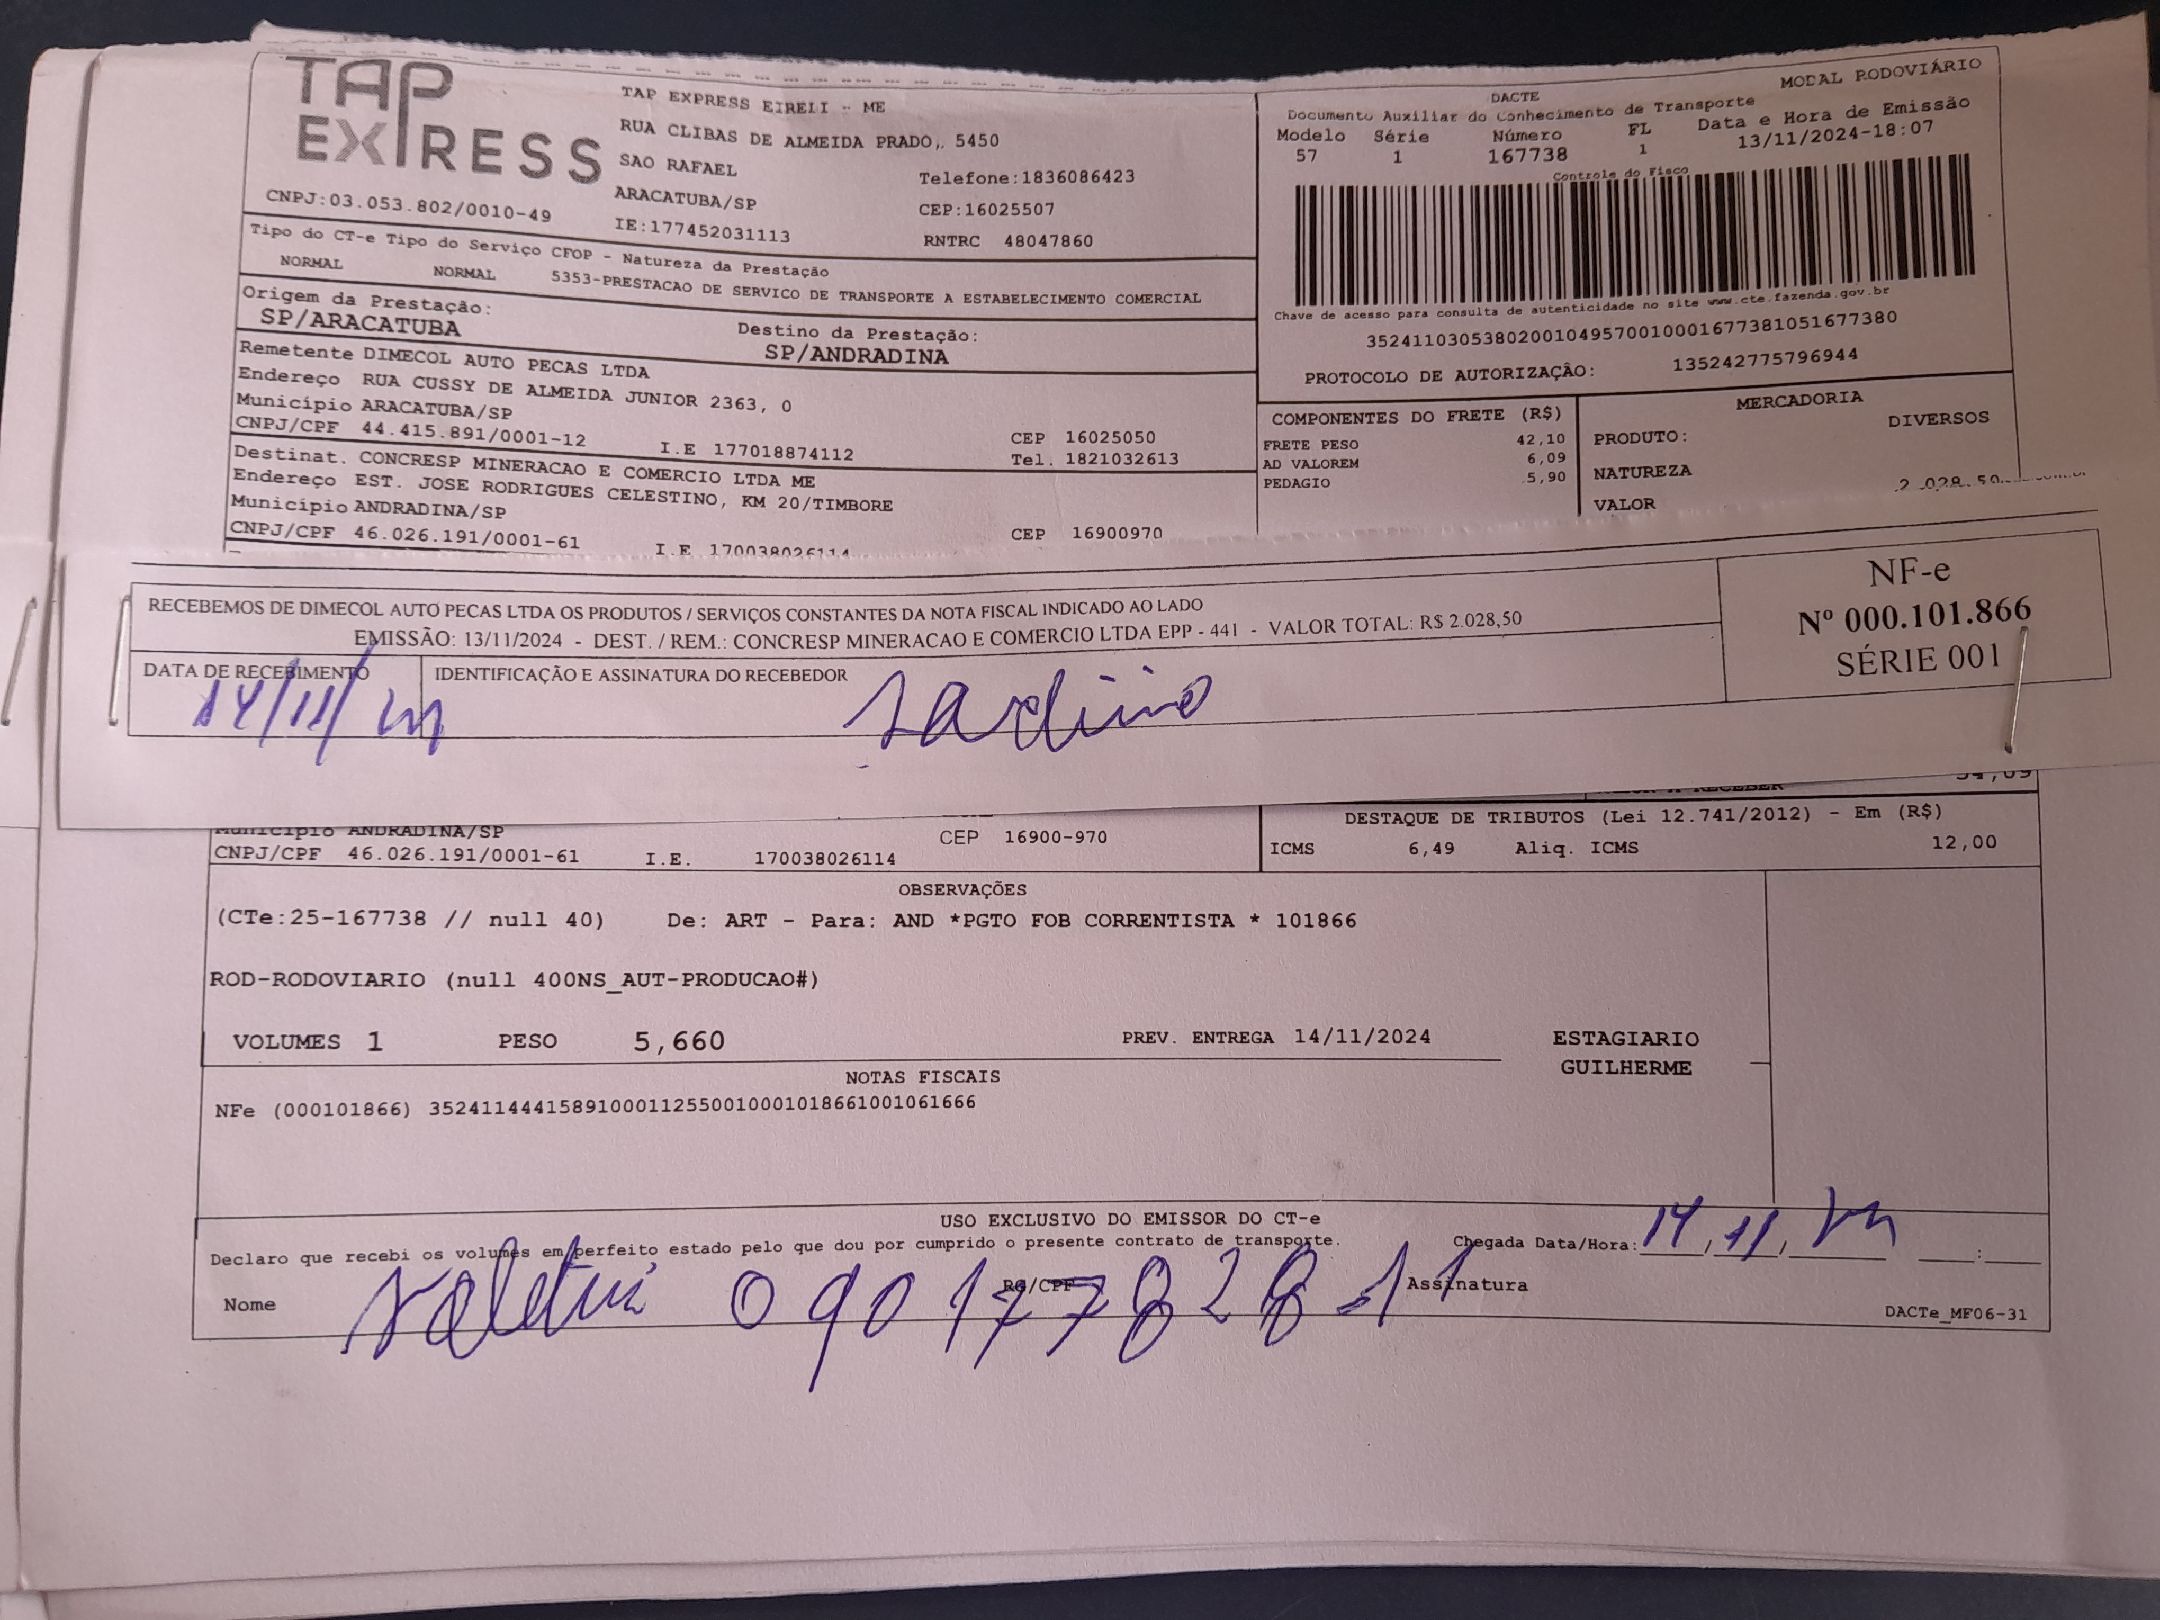 TAP EXPRESS
TAP EXPRESS EIRELI - ME
RUA CLIBAS DE ALMEIDA PRADO,. 5450
SAO RAFAEL
Telefone:1836086423
ARACATUBA/SP
CEP:16025507
CNPJ:03.053.802/0010-49
IE:177452031113
RNTRC 48047860
MODAL RODOVIÁRIO
DACTE
Documento Auxiliar do Conhecimento de Transporte
Modelo Série Número FL Data e Hora de Emissão
57 1 167738 1 13/11/2024-18:07
Controle do Fisco
Chave de acesso para consulta de autenticidade no site www.cte.fazenda.gov.br
35241103053802001049570010001677381051677380
PROTOCOLO DE AUTORIZAÇÃO: 135242775796944
Tipo do CT-e Tipo do Serviço CFOP - Natureza da Prestação
NORMAL NORMAL 5353-PRESTACAO DE SERVICO DE TRANSPORTE A ESTABELECIMENTO COMERCIAL
Origem da Prestação: Destino da Prestação:
SP/ARACATUBA SP/ANDRADINA
Remetente DIMECOL AUTO PECAS LTDA
Endereço RUA CUSSY DE ALMEIDA JUNIOR 2363, 0
Município ARACATUBA/SP CEP 16025050
CNPJ/CPF 44.415.891/0001-12 I.E 177018874112 Tel. 1821032613
Destinat. CONCRESP MINERACAO E COMERCIO LTDA ME
Endereço EST. JOSE RODRIGUES CELESTINO, KM 20/TIMBORE
Município ANDRADINA/SP CEP 16900970
CNPJ/CPF 46.026.191/0001-61 I.E 170038026114
COMPONENTES DO FRETE (R$)
FRETE PESO 42,10
AD VALOREM 6,09
PEDAGIO 5,90
MERCADORIA
PRODUTO: DIVERSOS
NATUREZA
VALOR 2.028,50
RECEBEMOS DE DIMECOL AUTO PECAS LTDA OS PRODUTOS / SERVIÇOS CONSTANTES DA NOTA FISCAL INDICADO AO LADO
EMISSÃO: 13/11/2024 - DEST. / REM.: CONCRESP MINERACAO E COMERCIO LTDA EPP - 441 - VALOR TOTAL: R$ 2.028,50
DATA DE RECEBIMENTO IDENTIFICAÇÃO E ASSINATURA DO RECEBEDOR
14/11/
NF-e
Nº 000.101.866
SÉRIE 001
VALOR A RECEBER 54,09
Município ANDRADINA/SP CEP 16900-970
CNPJ/CPF 46.026.191/0001-61 I.E. 170038026114
DESTAQUE DE TRIBUTOS (Lei 12.741/2012) - Em (R$)
ICMS 6,49 Aliq. ICMS 12,00
OBSERVAÇÕES
(CTe:25-167738 // null 40) De: ART - Para: AND *PGTO FOB CORRENTISTA * 101866
ROD-RODOVIARIO (null 400NS_AUT-PRODUCAO#)
VOLUMES 1 PESO 5,660 PREV. ENTREGA 14/11/2024
ESTAGIARIO
GUILHERME
NOTAS FISCAIS
NFe (000101866) 35241144415891000112550010001018661001061666
USO EXCLUSIVO DO EMISSOR DO CT-e
Declaro que recebi os volumes em perfeito estado pelo que dou por cumprido o presente contrato de transporte.
Chegada Data/Hora: 14, 11,
Nome 09017782811 RG/CPF Assinatura
DACTe_MF06-31